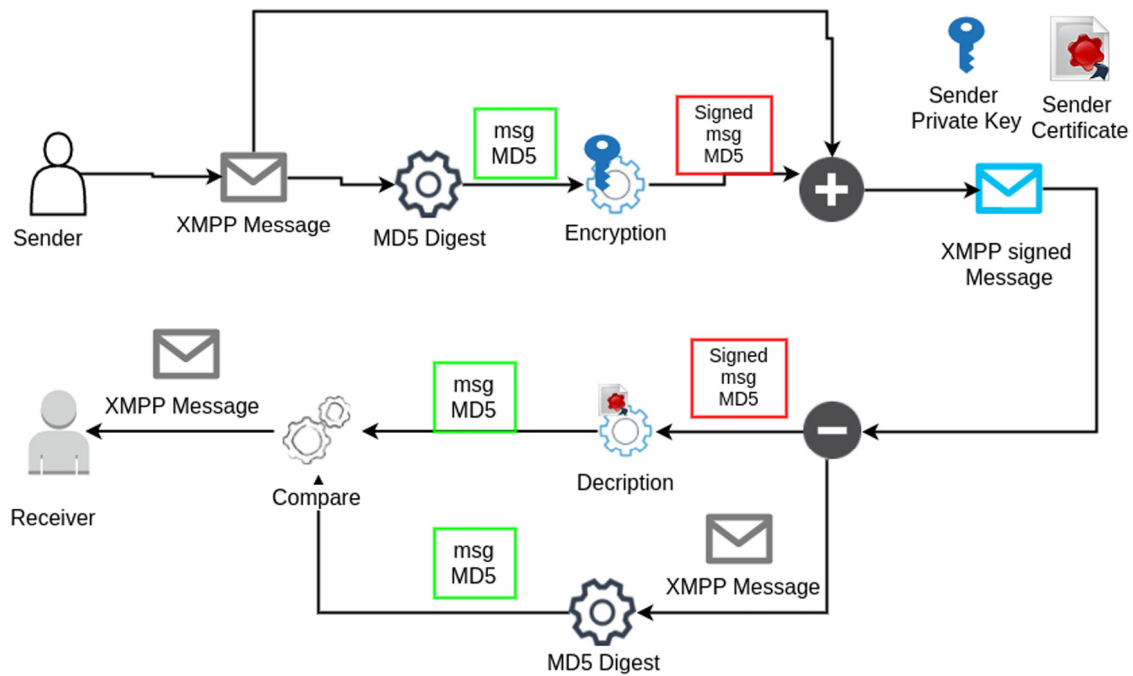 Sender
Private Key
Sender
Certificate
msg
MD5
Signed
msg
MD5
Sender
XMPP Message
MD5 Digest
Encryption
XMPP signed
Message
XMPP Message
msg
MD5
Signed
msg
MD5
Receiver
Compare
Decription
msg
MD5
XMPP Message
MD5 Digest